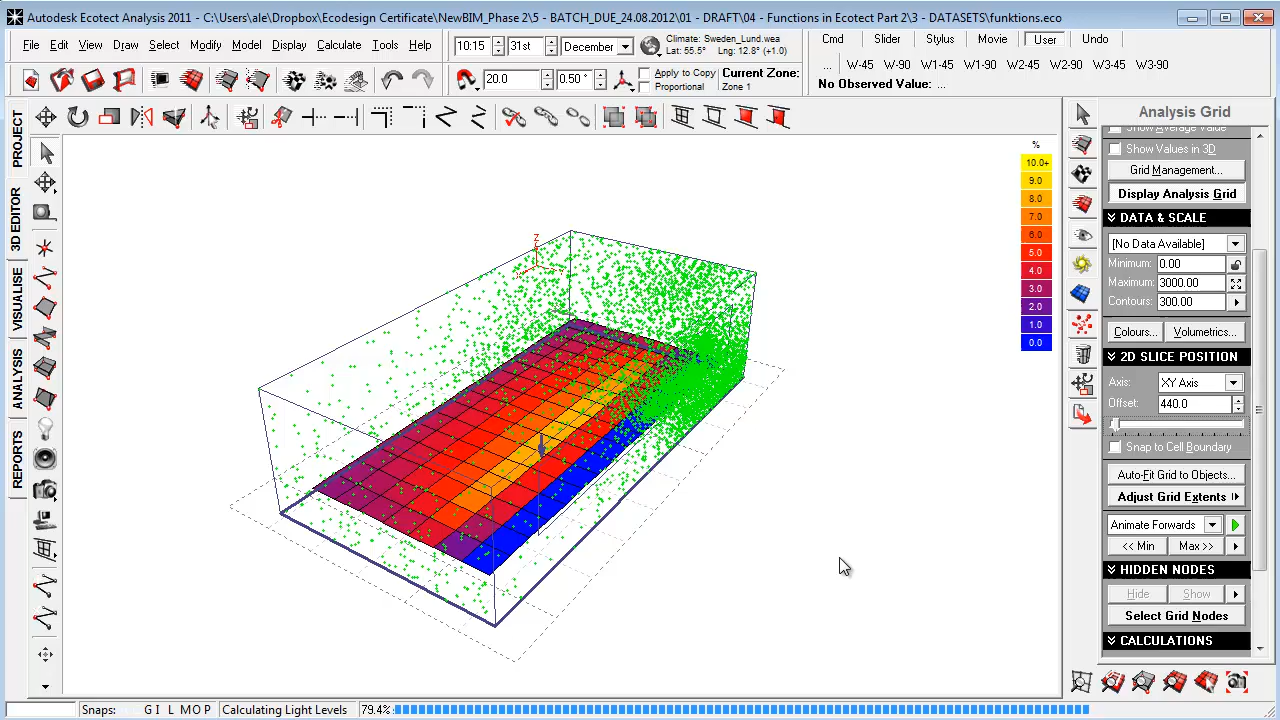 Autodesk Ecotect Analysis 2011 - C:\Users\ale\Dropbox\Ecodesign Certificate\NewBIM_Phase 2\5 - BATCH_DUE_24.08.2012\01 - DRAFT\04 - Functions in Ecotect Part 2\3 - DATASETS\funktions.eco
File Edit View Draw Select Modify Model Display Calculate Tools Help
10:15 31st December
Climate: Sweden_Lund.wea
Lat: 55.5° Lng: 12.8° (+1.0)
Cmd Slider Stylus Movie User Undo
... W-45 W-90 W1-45 W1-90 W2-45 W2-90 W3-45 W3-90
20.0 0.50 °
Apply to Copy
Proportional
Current Zone:
Zone 1
No Observed Value: ...
PROJECT
3D EDITOR
VISUALISE
ANALYSIS
REPORTS
Z
%
10.0+
9.0
8.0
7.0
6.0
5.0
4.0
3.0
2.0
1.0
0.0
Analysis Grid
Show Average Value
Show Values in 3D
Grid Management...
Display Analysis Grid
DATA & SCALE
[No Data Available]
Minimum: 0.00
Maximum: 3000.00
Contours: 300.00
Colours... Volumetrics...
2D SLICE POSITION
Axis: XY Axis
Offset: 440.0
Snap to Cell Boundary
Auto-Fit Grid to Objects...
Adjust Grid Extents
Animate Forwards
<< Min Max >>
HIDDEN NODES
Hide Show
Select Grid Nodes
CALCULATIONS
Snaps: G I L M O P Calculating Light Levels 79.4%